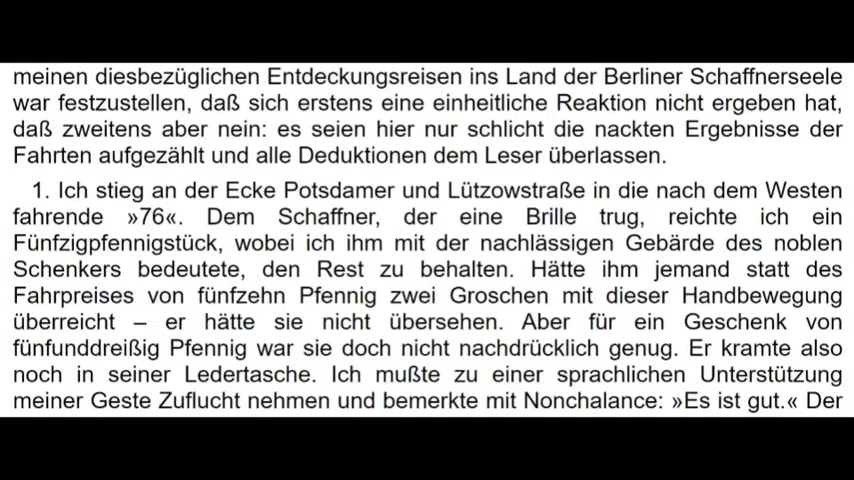 meinen diesbezüglichen Entdeckungsreisen ins Land der Berliner Schaffnerseele
war festzustellen, daß sich erstens eine einheitliche Reaktion nicht ergeben hat,
daß zweitens aber nein: es seien hier nur schlicht die nackten Ergebnisse der
Fahrten aufgezählt und alle Deduktionen dem Leser überlassen.
1. Ich stieg an der Ecke Potsdamer und Lützowstraße in die nach dem Westen
fahrende »76«. Dem Schaffner, der eine Brille trug, reichte ich ein
Fünfzigpfennigstück, wobei ich ihm mit der nachlässigen Gebärde des noblen
Schenkers bedeutete, den Rest zu behalten. Hätte ihm jemand statt des
Fahrpreises von fünfzehn Pfennig zwei Groschen mit dieser Handbewegung
überreicht – er hätte sie nicht übersehen. Aber für ein Geschenk von
fünfunddreißig Pfennig war sie doch nicht nachdrücklich genug. Er kramte also
noch in seiner Ledertasche. Ich mußte zu einer sprachlichen Unterstützung
meiner Geste Zuflucht nehmen und bemerkte mit Nonchalance: »Es ist gut.« Der